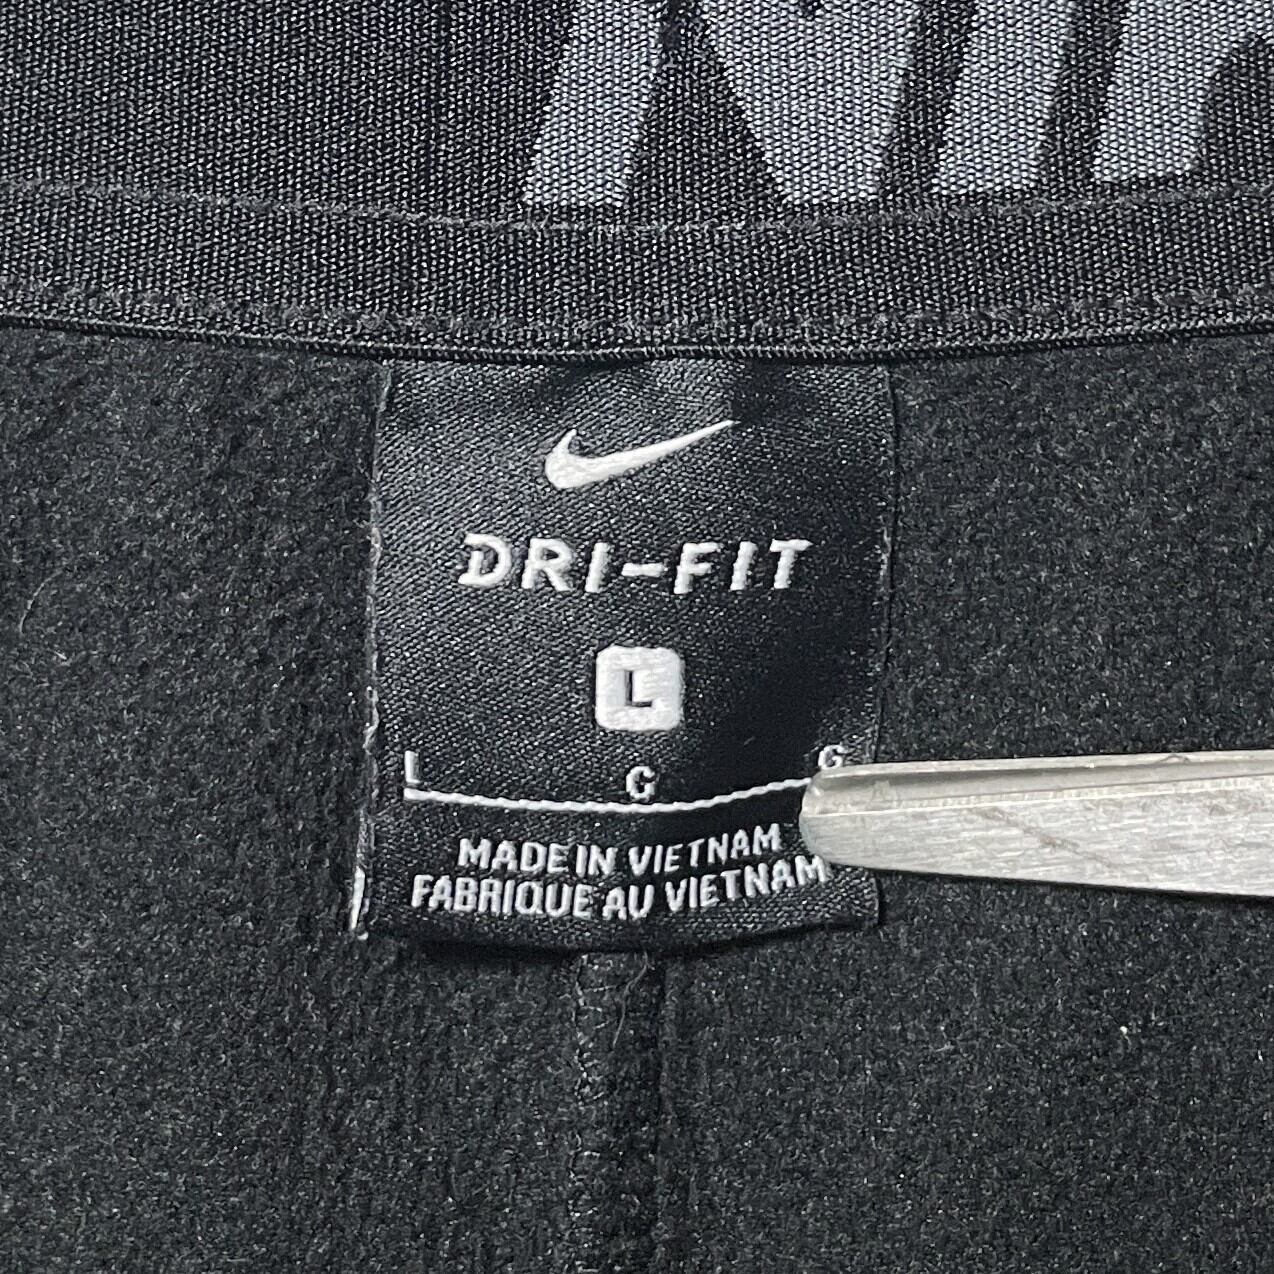 DRI-FIT
L
L G G
MADE IN VIETNAM
FABRIQUE AU VIETNAM